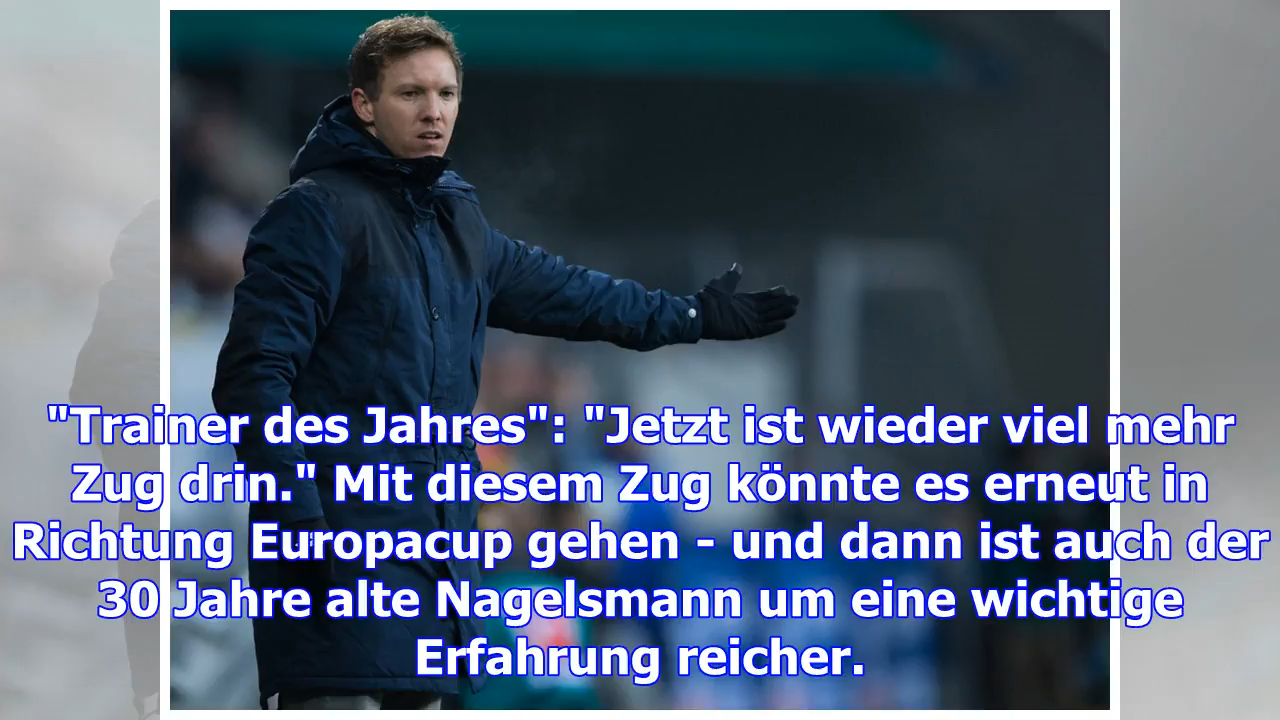 "Trainer des Jahres": "Jetzt ist wieder viel mehr
Zug drin." Mit diesem Zug könnte es erneut in
Richtung Europacup gehen - und dann ist auch der
30 Jahre alte Nagelsmann um eine wichtige
Erfahrung reicher.